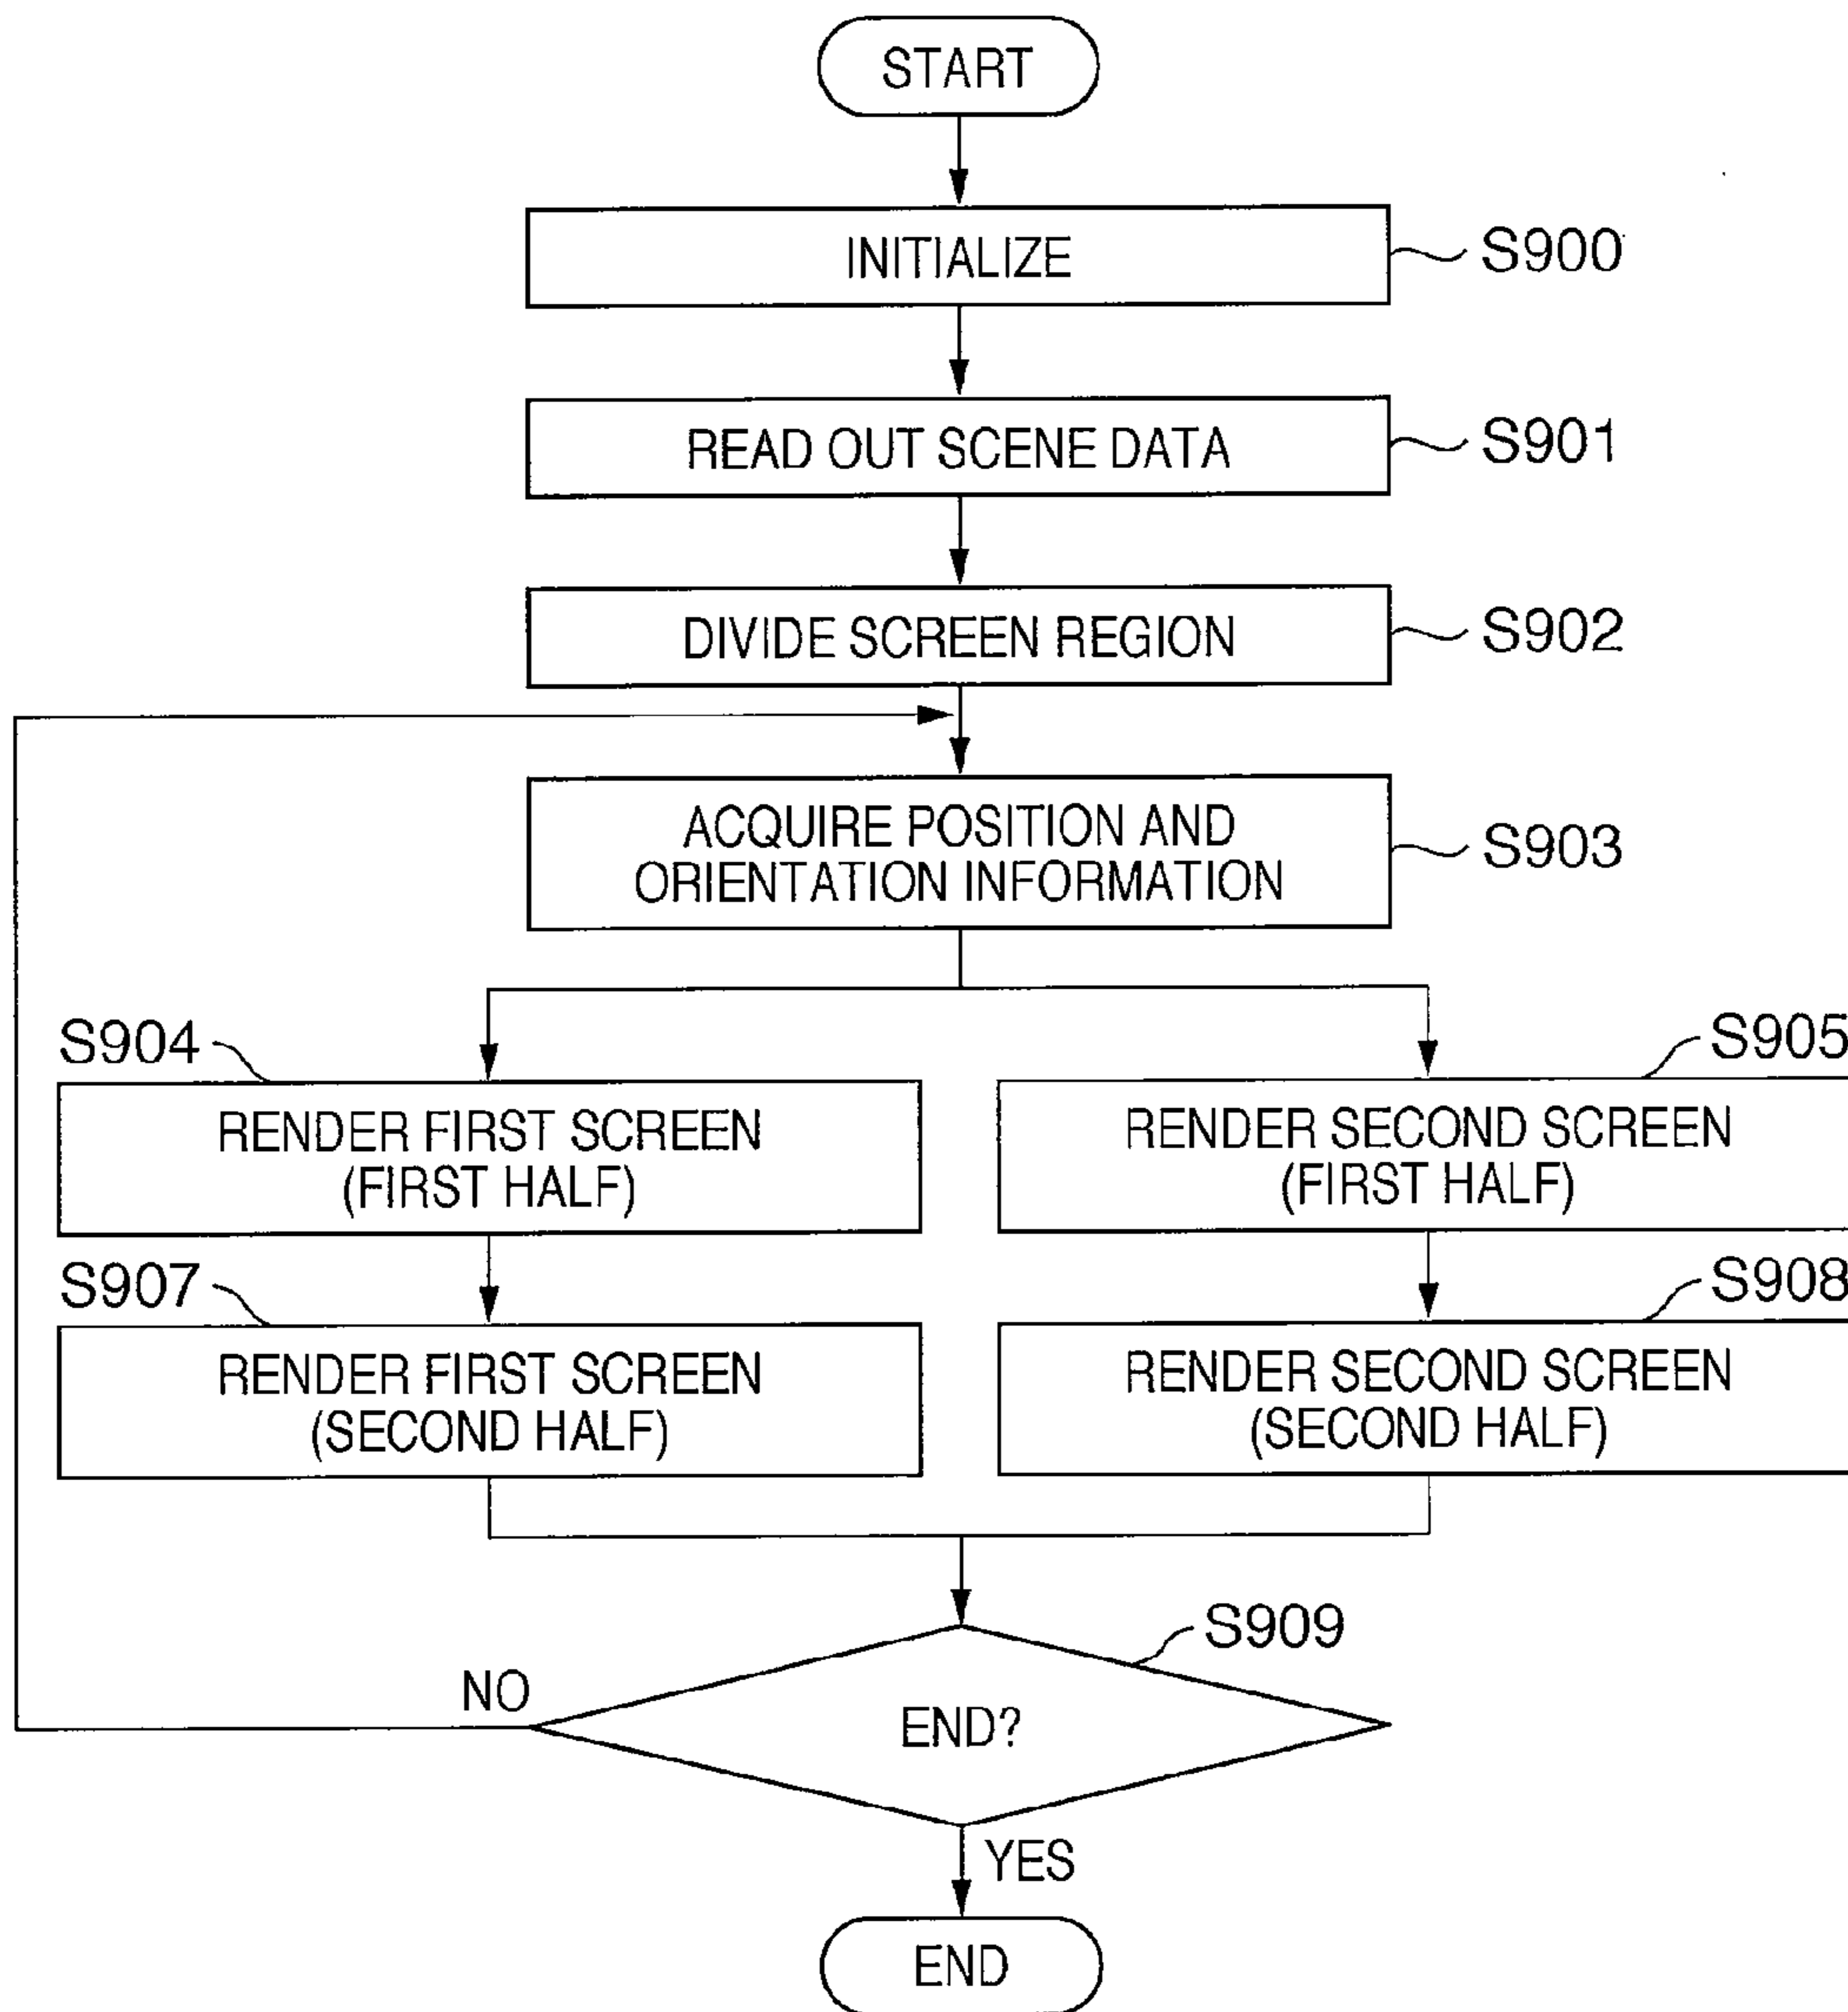 START
INITIALIZE
S900
READ OUT SCENE DATA
S901
DIVIDE SCREEN REGION
S902
ACQUIRE POSITION AND
ORIENTATION INFORMATION
S903
S904
RENDER FIRST SCREEN
(FIRST HALF)
S905
RENDER SECOND SCREEN
(FIRST HALF)
S907
RENDER FIRST SCREEN
(SECOND HALF)
S908
RENDER SECOND SCREEN
(SECOND HALF)
S909
END?
NO
YES
END